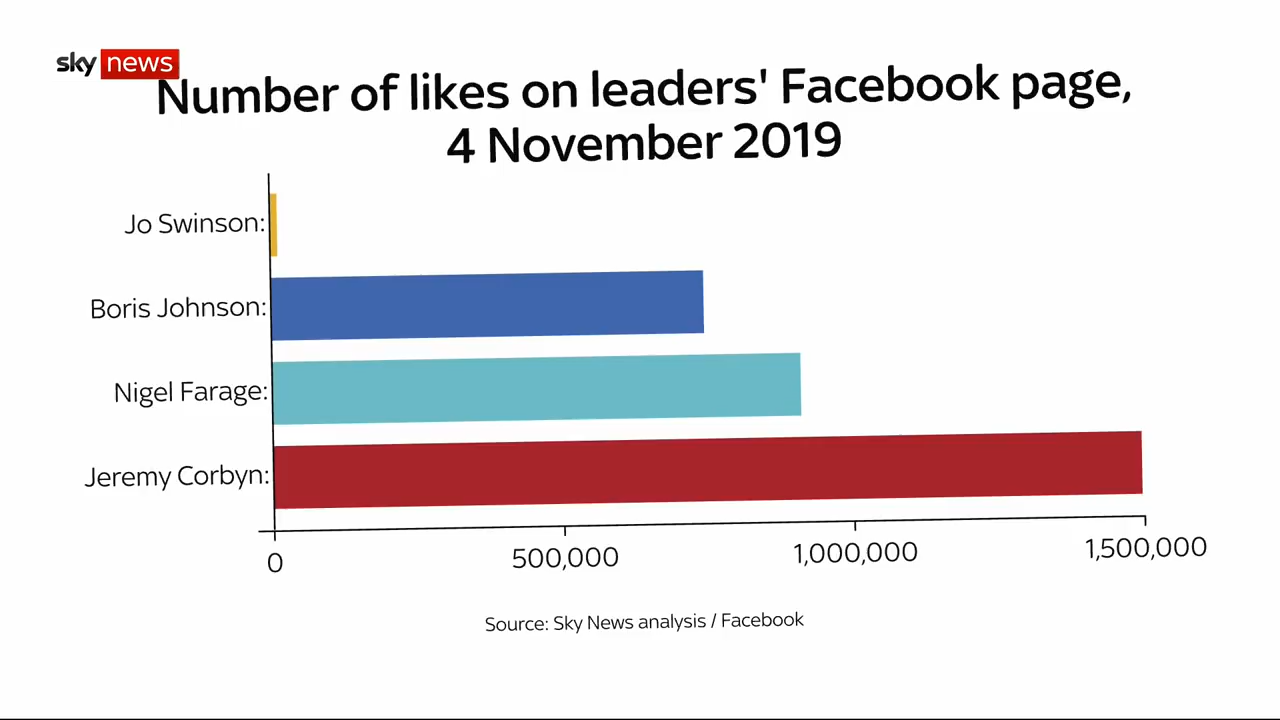 sky news
Number of likes on leaders' Facebook page,
4 November 2019
Jo Swinson:
Boris Johnson:
Nigel Farage:
Jeremy Corbyn:
0 500,000 1,000,000 1,500,000
Source: Sky News analysis / Facebook